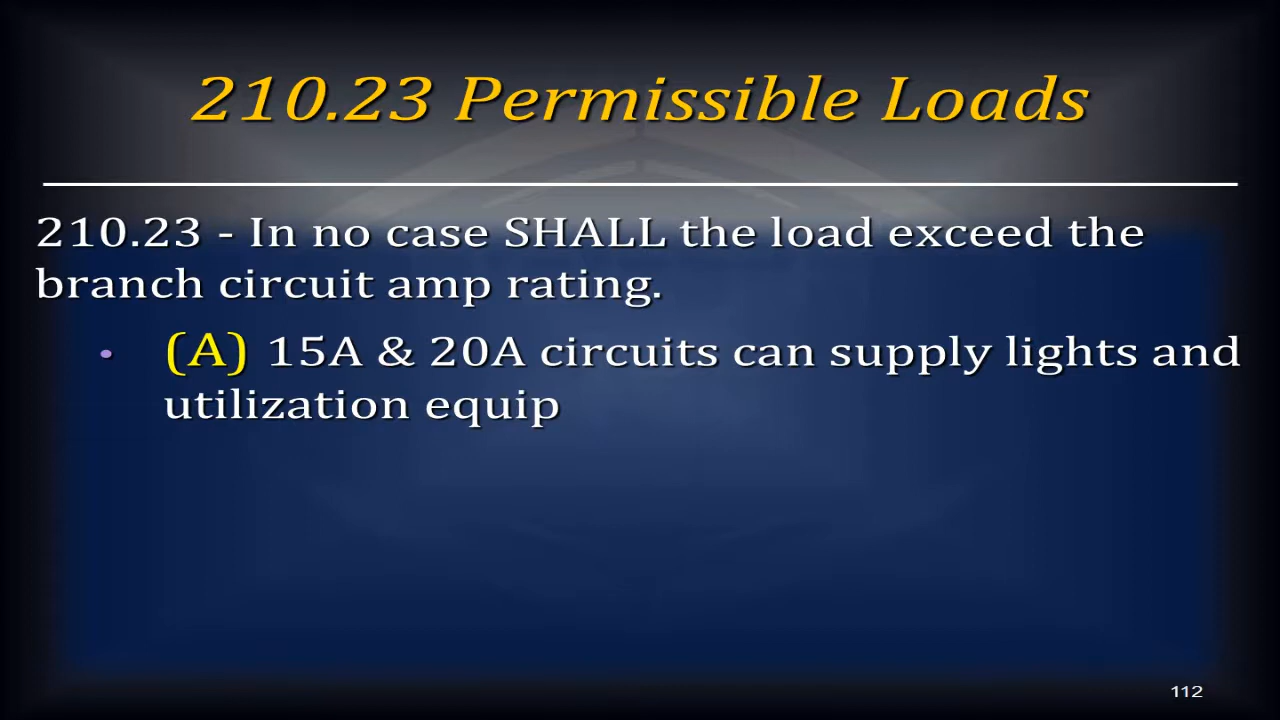 210.23 Permissible Loads
210.23 - In no case SHALL the load exceed the
branch circuit amp rating.
• (A) 15A & 20A circuits can supply lights and
utilization equip
112